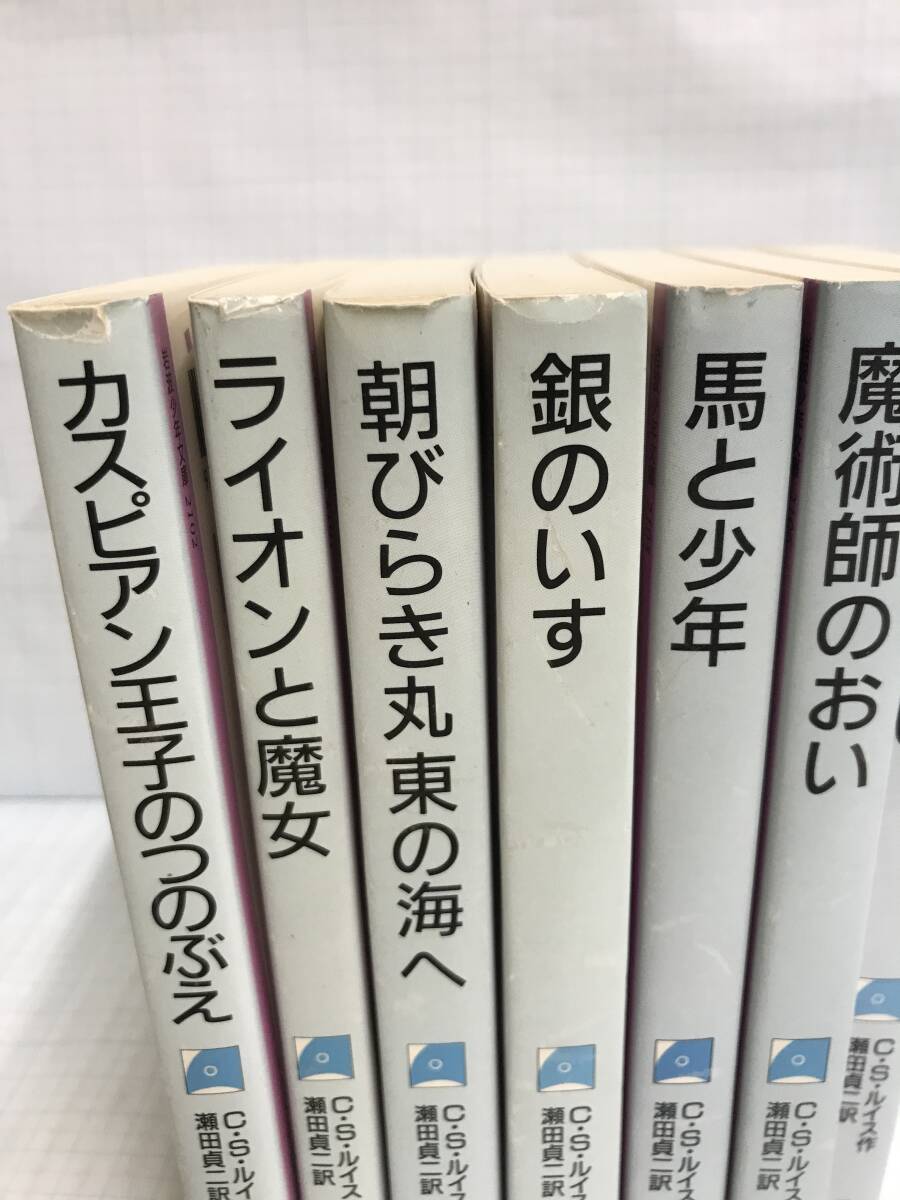 カスピアン王子のつのぶえ
C・S・ルイス
瀬田貞二訳
ライオンと魔女
C・S・ルイス
瀬田貞二訳
朝びらき丸 東の海へ
C・S・ルイス
瀬田貞二訳
銀のいす
C・S・ルイス
瀬田貞二訳
馬と少年
C・S・ルイス
瀬田貞二訳
魔術師のおい
C・S・ルイス
瀬田貞二訳
C・S・ルイス作
瀬田貞二訳